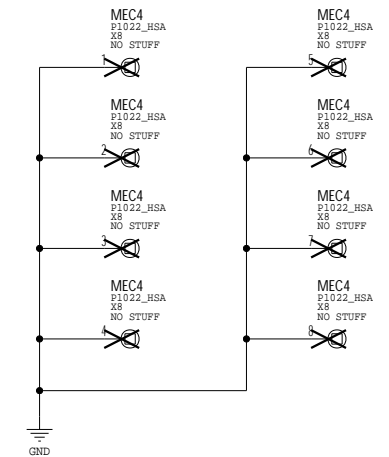 MEC4
P1022_HSA
X8
NO STUFF
1
MEC4
P1022_HSA
X8
NO STUFF
5
MEC4
P1022_HSA
X8
NO STUFF
2
MEC4
P1022_HSA
X8
NO STUFF
6
MEC4
P1022_HSA
X8
NO STUFF
3
MEC4
P1022_HSA
X8
NO STUFF
7
MEC4
P1022_HSA
X8
NO STUFF
4
MEC4
P1022_HSA
X8
NO STUFF
8
GND